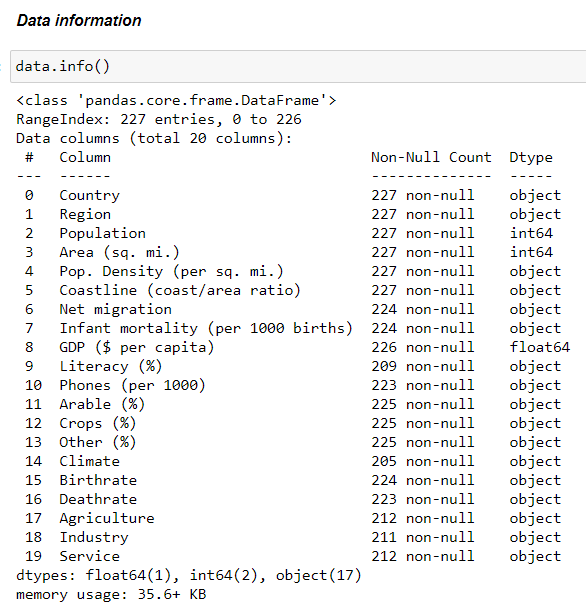 Data information
data.info()
<class 'pandas.core.frame.DataFrame'>
RangeIndex: 227 entries, 0 to 226
Data columns (total 20 columns):
 #   Column                              Non-Null Count  Dtype
---  ------                              --------------  -----
 0   Country                             227 non-null    object
 1   Region                              227 non-null    object
 2   Population                          227 non-null    int64
 3   Area (sq. mi.)                      227 non-null    int64
 4   Pop. Density (per sq. mi.)          227 non-null    object
 5   Coastline (coast/area ratio)        227 non-null    object
 6   Net migration                       224 non-null    object
 7   Infant mortality (per 1000 births)  224 non-null    object
 8   GDP ($ per capita)                  226 non-null    float64
 9   Literacy (%)                        209 non-null    object
 10  Phones (per 1000)                   223 non-null    object
 11  Arable (%)                          225 non-null    object
 12  Crops (%)                           225 non-null    object
 13  Other (%)                           225 non-null    object
 14  Climate                             205 non-null    object
 15  Birthrate                           224 non-null    object
 16  Deathrate                           223 non-null    object
 17  Agriculture                         212 non-null    object
 18  Industry                            211 non-null    object
 19  Service                             212 non-null    object
dtypes: float64(1), int64(2), object(17)
memory usage: 35.6+ KB